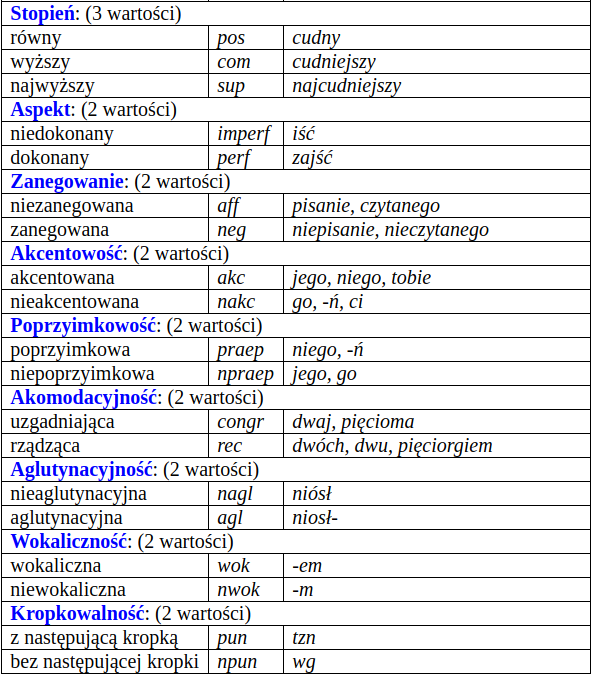 Stopień: (3 wartości)
równy pos cudny
wyższy com cudniejszy
najwyższy sup najcudniejszy
Aspekt: (2 wartości)
niedokonany imperf iść
dokonany perf zajść
Zanegowanie: (2 wartości)
niezanegowana aff pisanie, czytanego
zanegowana neg niepisanie, nieczytanego
Akcentowość: (2 wartości)
akcentowana akc jego, niego, tobie
nieakcentowana nakc go, -ń, ci
Poprzyimkowość: (2 wartości)
poprzyimkowa praep niego, -ń
niepoprzyimkowa npraep jego, go
Akomodacyjność: (2 wartości)
uzgadniająca congr dwaj, pięcioma
rządząca rec dwóch, dwu, pięciorgiem
Aglutynacyjność: (2 wartości)
nieaglutynacyjna nagl niósł
aglutynacyjna agl niosł-
Wokaliczność: (2 wartości)
wokaliczna wok -em
niewokaliczna nwok -m
Kropkowalność: (2 wartości)
z następującą kropką pun tzn
bez następującej kropki npun wg